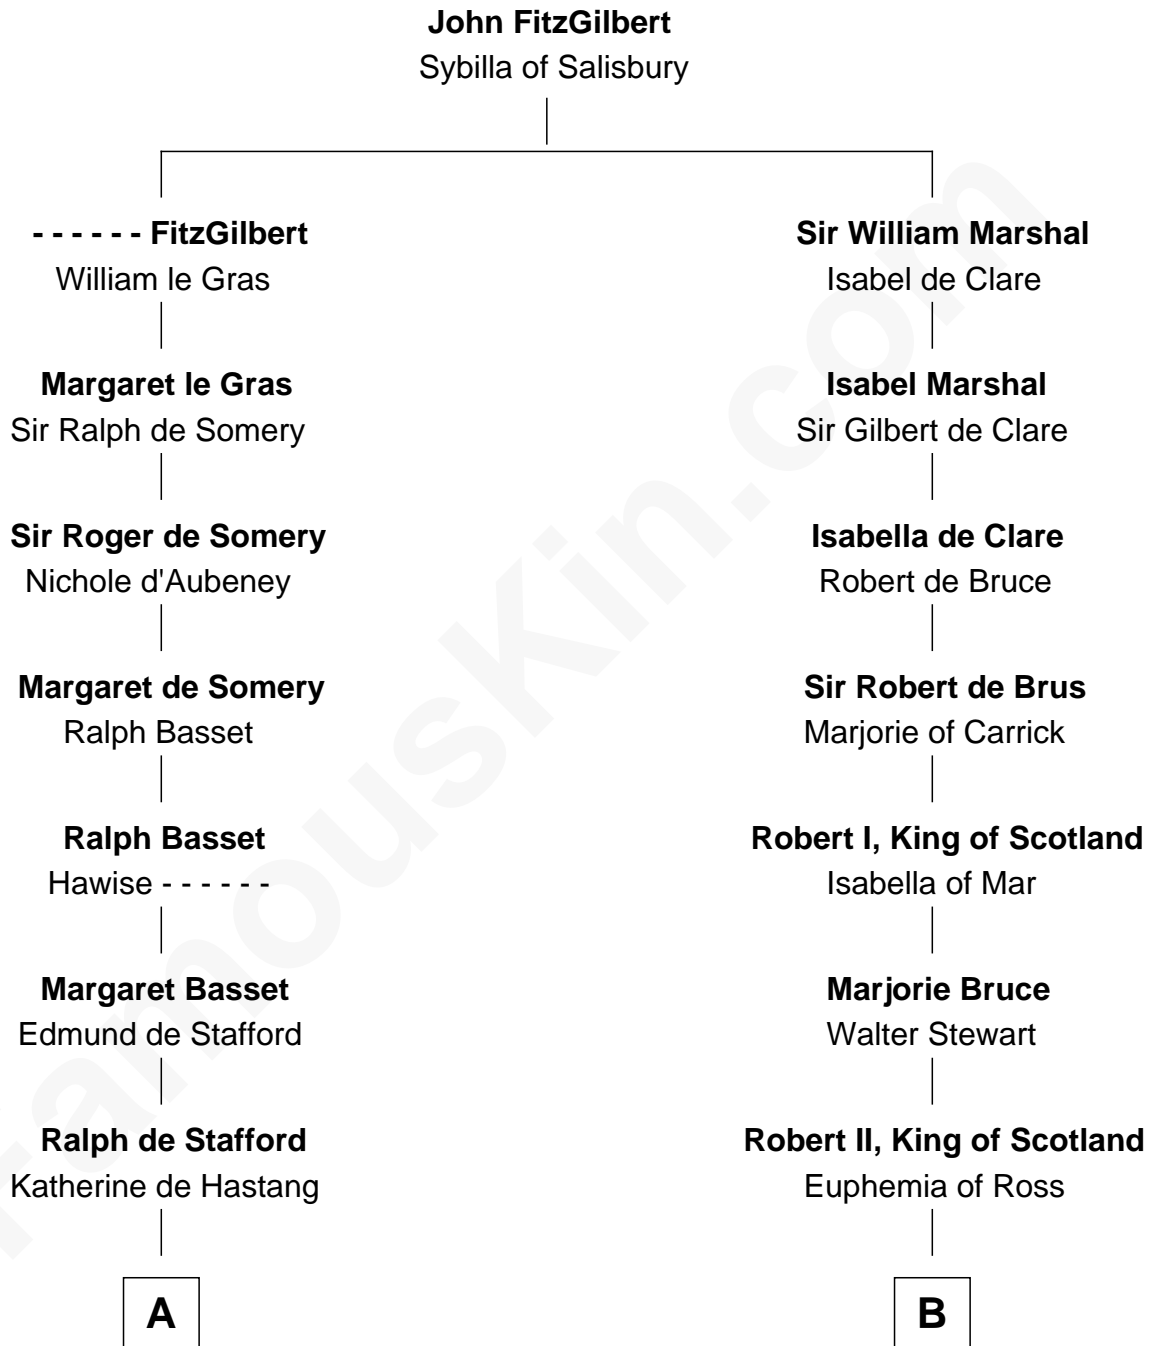 John FitzGilbert
Sybilla of Salisbury
- - - - - - FitzGilbert
William le Gras
Sir William Marshal
Isabel de Clare
Margaret le Gras
Sir Ralph de Somery
Isabel Marshal
Sir Gilbert de Clare
Sir Roger de Somery
Nichole d'Aubeney
Isabella de Clare
Robert de Bruce
Margaret de Somery
Ralph Basset
Sir Robert de Brus
Marjorie of Carrick
Ralph Basset
Hawise - - - - - -
Robert I, King of Scotland
Isabella of Mar
Margaret Basset
Edmund de Stafford
Marjorie Bruce
Walter Stewart
Ralph de Stafford
Katherine de Hastang
Robert II, King of Scotland
Euphemia of Ross
A
B
FamousKin.com